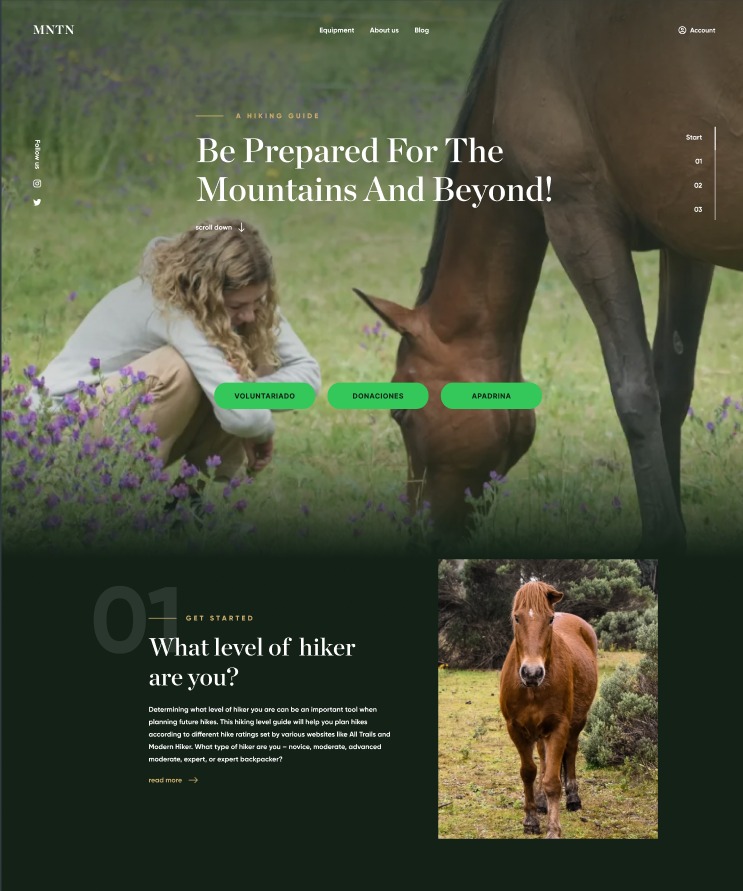 MNTN
Equipment
About us
Blog
Account
A HIKING GUIDE
Be Prepared For The
Mountains And Beyond!
scroll down
Follow us
Start
01
02
03
VOLUNTARIADO
DONACIONES
APADRINA
01
GET STARTED
What level of hiker
are you?
Determining what level of hiker you are can be an important tool when
planning future hikes. This hiking level guide will help you plan hikes
according to different hike ratings set by various websites like All Trails and
Modern Hiker. What type of hiker are you – novice, moderate, advanced
moderate, expert, or expert backpacker?
read more